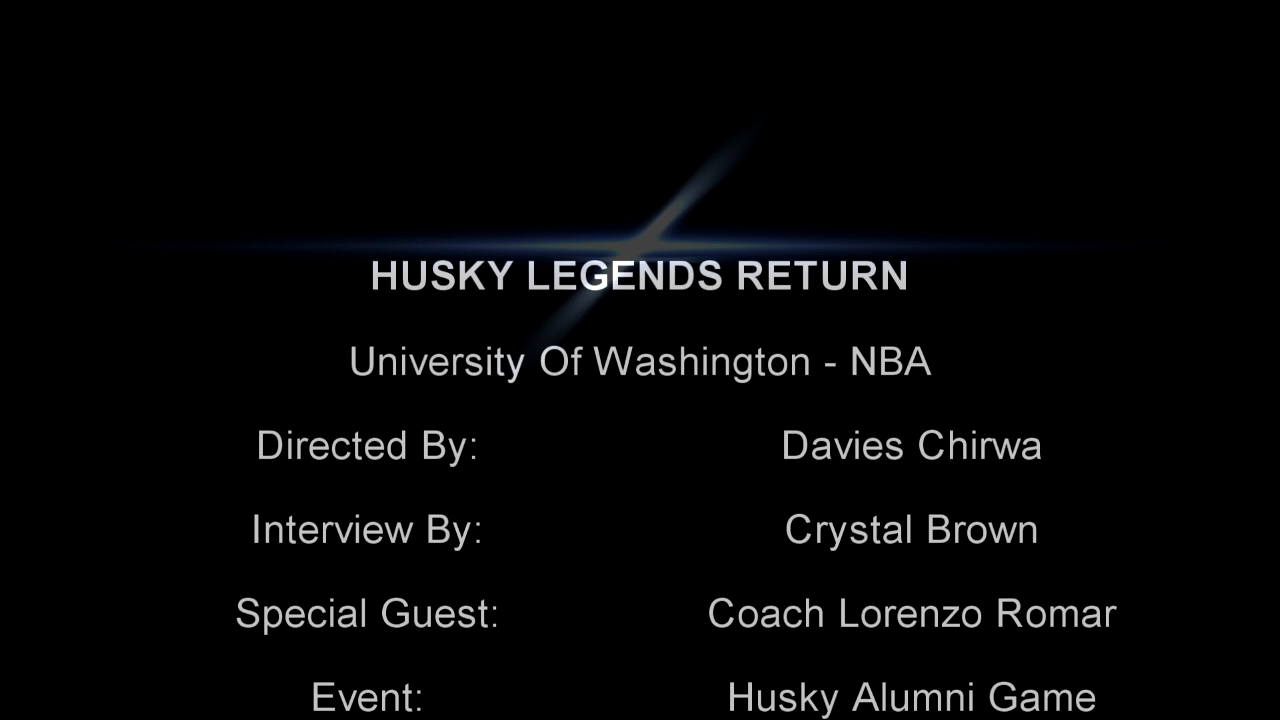 HUSKY LEGENDS RETURN
University Of Washington - NBA
Directed By: Davies Chirwa
Interview By: Crystal Brown
Special Guest: Coach Lorenzo Romar
Event: Husky Alumni Game